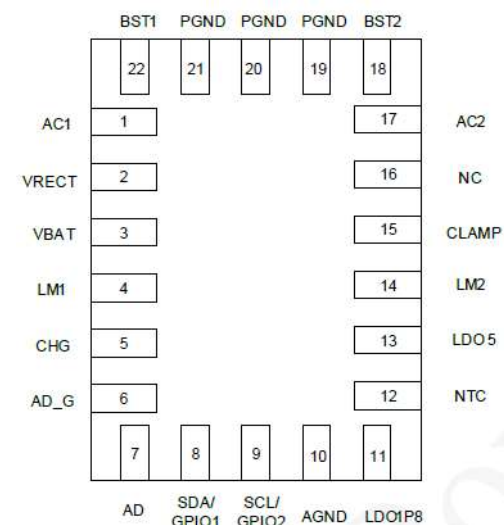 BST1 PGND PGND PGND BST2
22 21 20 19 18
AC1 1 17 AC2
VRECT 2 16 NC
VBAT 3 15 CLAMP
LM1 4 14 LM2
CHG 5 13 LDO5
AD_G 6 12 NTC
7 8 9 10 11
AD SDA/ SCL/ AGND LDO1P8
GPIO1 GPIO2